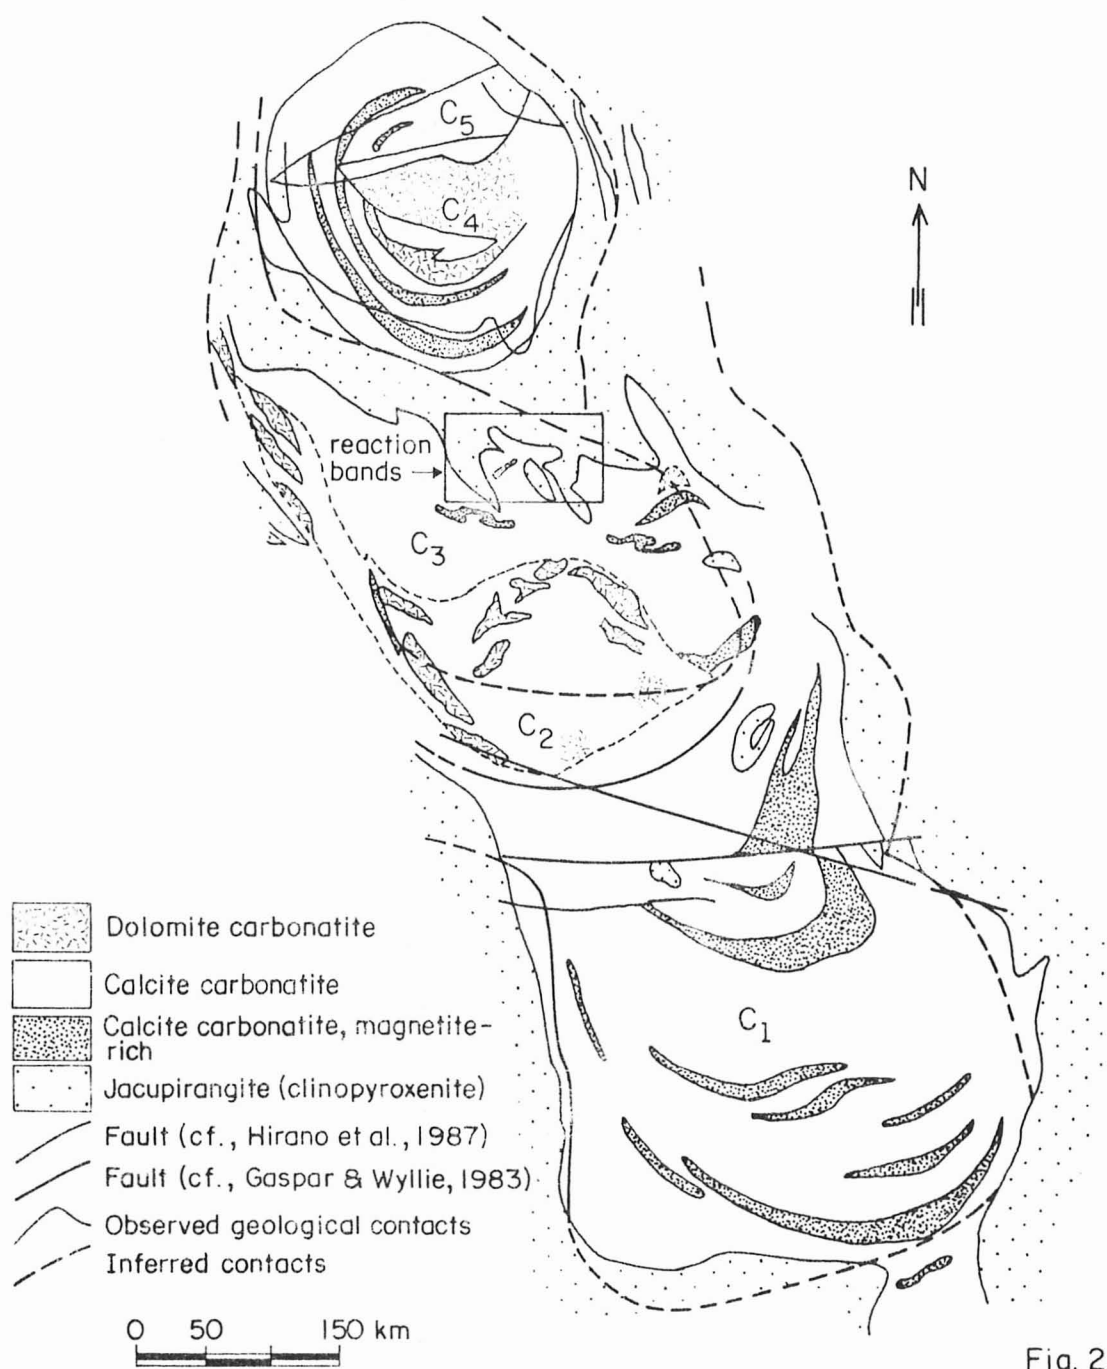 C5
N
C4
reaction
bands
C3
C2
C1
Dolomite carbonatite
Calcite carbonatite
Calcite carbonatite, magnetite-
rich
Jacupirangite (clinopyroxenite)
Fault (cf., Hirano et al., 1987)
Fault (cf., Gaspar & Wyllie, 1983)
Observed geological contacts
Inferred contacts
0 50 150 km
Fig. 2